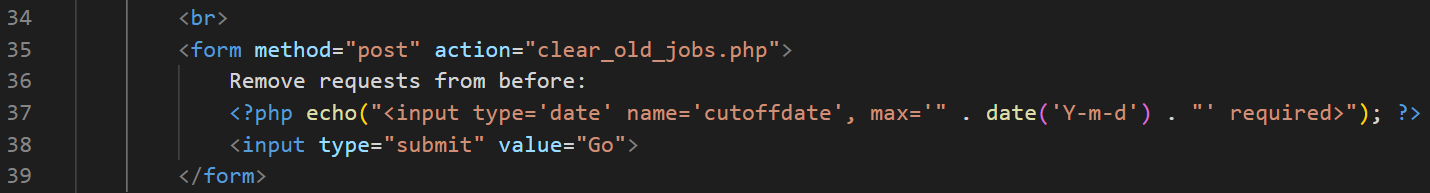 34 <br>
35 <form method="post" action="clear_old_jobs.php">
36 Remove requests from before:
37 <?php echo("<input type='date' name='cutoffdate', max='" . date('Y-m-d') . "' required>"); ?>
38 <input type="submit" value="Go">
39 </form>